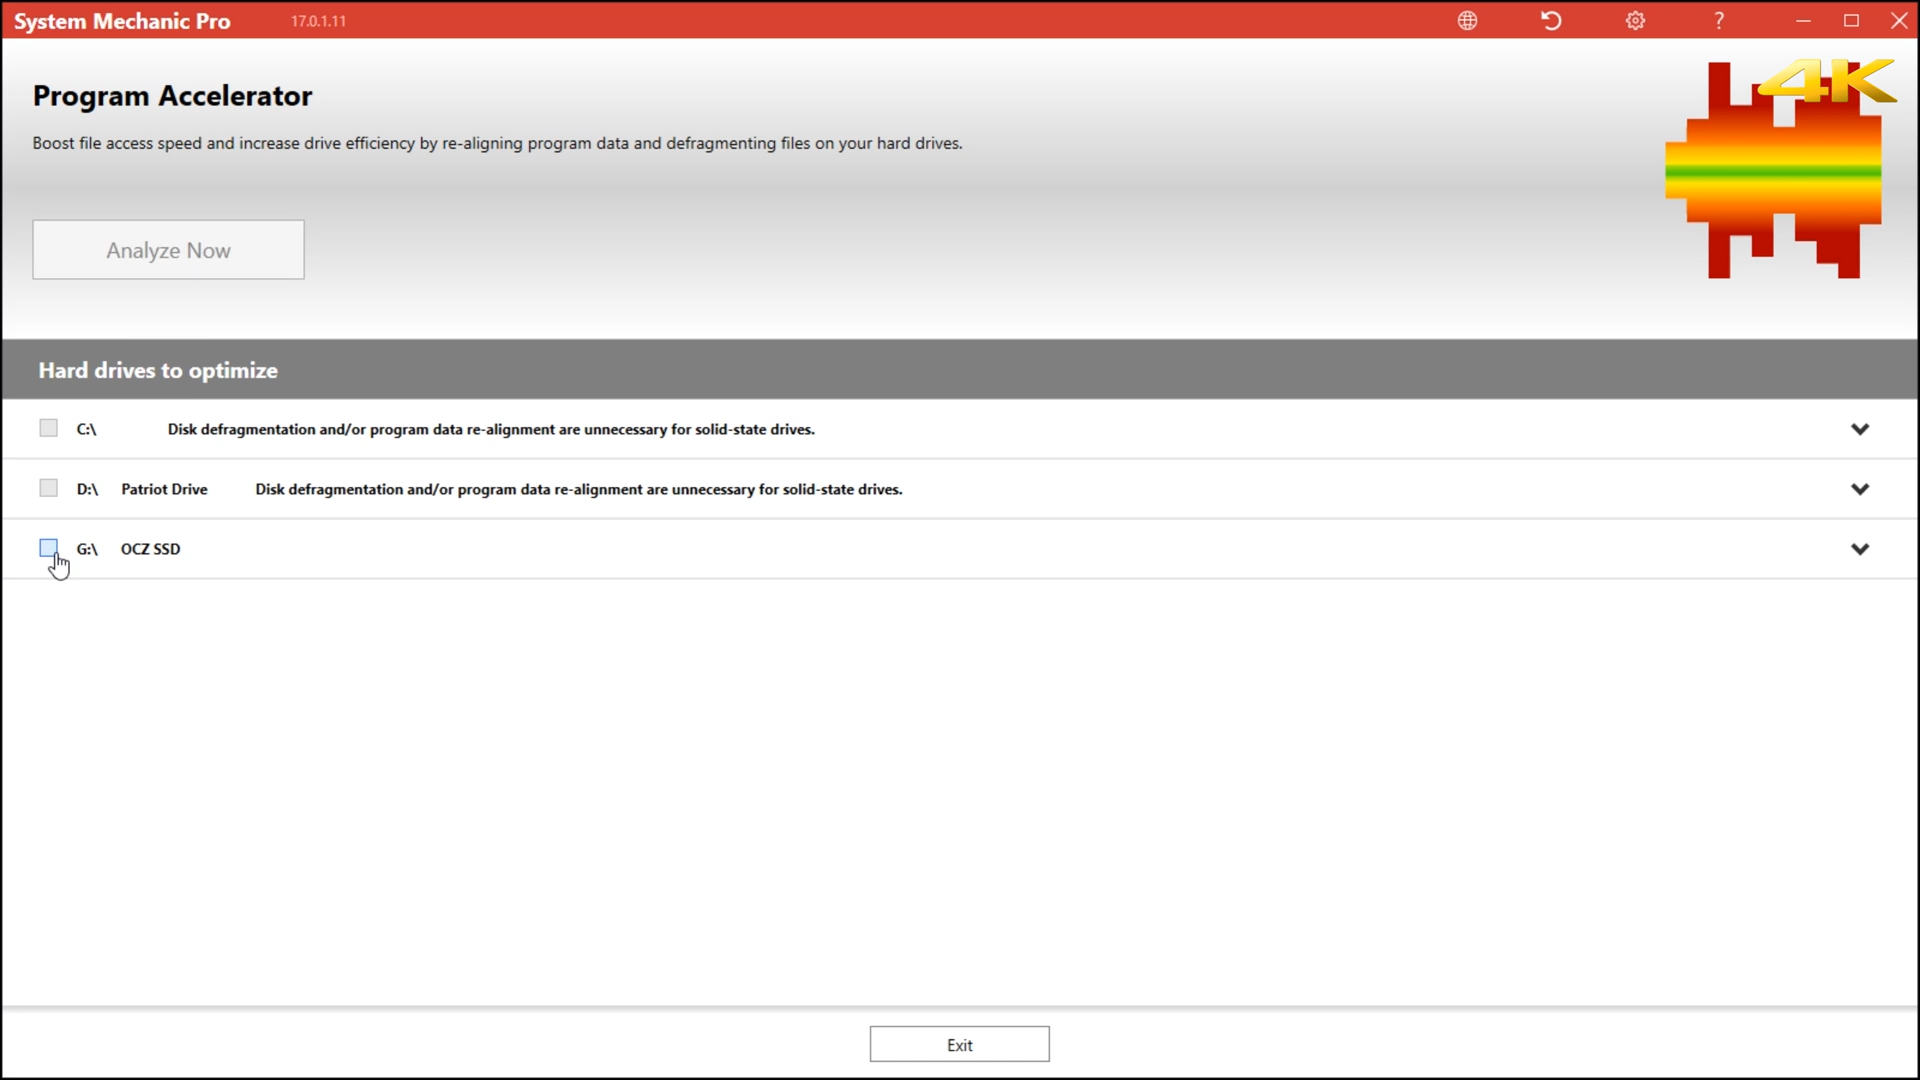 System Mechanic Pro 17.0.1.11 ?
4K
Program Accelerator
Boost file access speed and increase drive efficiency by re-aligning program data and defragmenting files on your hard drives.
Analyze Now
Hard drives to optimize
C:\ Disk defragmentation and/or program data re-alignment are unnecessary for solid-state drives.
D:\ Patriot Drive Disk defragmentation and/or program data re-alignment are unnecessary for solid-state drives.
G:\ OCZ SSD
Exit